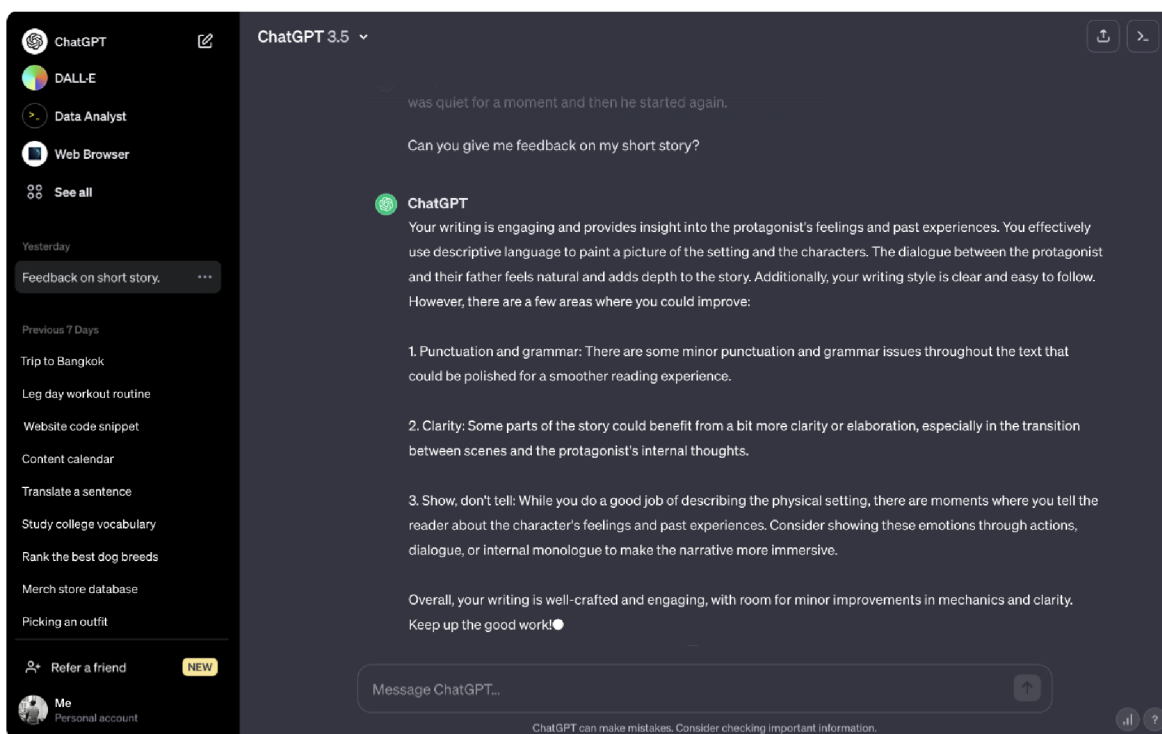 ChatGPT
DALL·E
Data Analyst
Web Browser
See all
Yesterday
Feedback on short story.
Previous 7 Days
Trip to Bangkok
Leg day workout routine
Website code snippet
Content calendar
Translate a sentence
Study college vocabulary
Rank the best dog breeds
Merch store database
Picking an outfit
Refer a friend NEW
Me
Personal account
ChatGPT 3.5
was quiet for a moment and then he started again.
Can you give me feedback on my short story?
ChatGPT
Your writing is engaging and provides insight into the protagonist's feelings and past experiences. You effectively
use descriptive language to paint a picture of the setting and the characters. The dialogue between the protagonist
and their father feels natural and adds depth to the story. Additionally, your writing style is clear and easy to follow.
However, there are a few areas where you could improve:
1. Punctuation and grammar: There are some minor punctuation and grammar issues throughout the text that
could be polished for a smoother reading experience.
2. Clarity: Some parts of the story could benefit from a bit more clarity or elaboration, especially in the transition
between scenes and the protagonist's internal thoughts.
3. Show, don't tell: While you do a good job of describing the physical setting, there are moments where you tell the
reader about the character's feelings and past experiences. Consider showing these emotions through actions,
dialogue, or internal monologue to make the narrative more immersive.
Overall, your writing is well-crafted and engaging, with room for minor improvements in mechanics and clarity.
Keep up the good work!
Message ChatGPT...
ChatGPT can make mistakes. Consider checking important information.
?